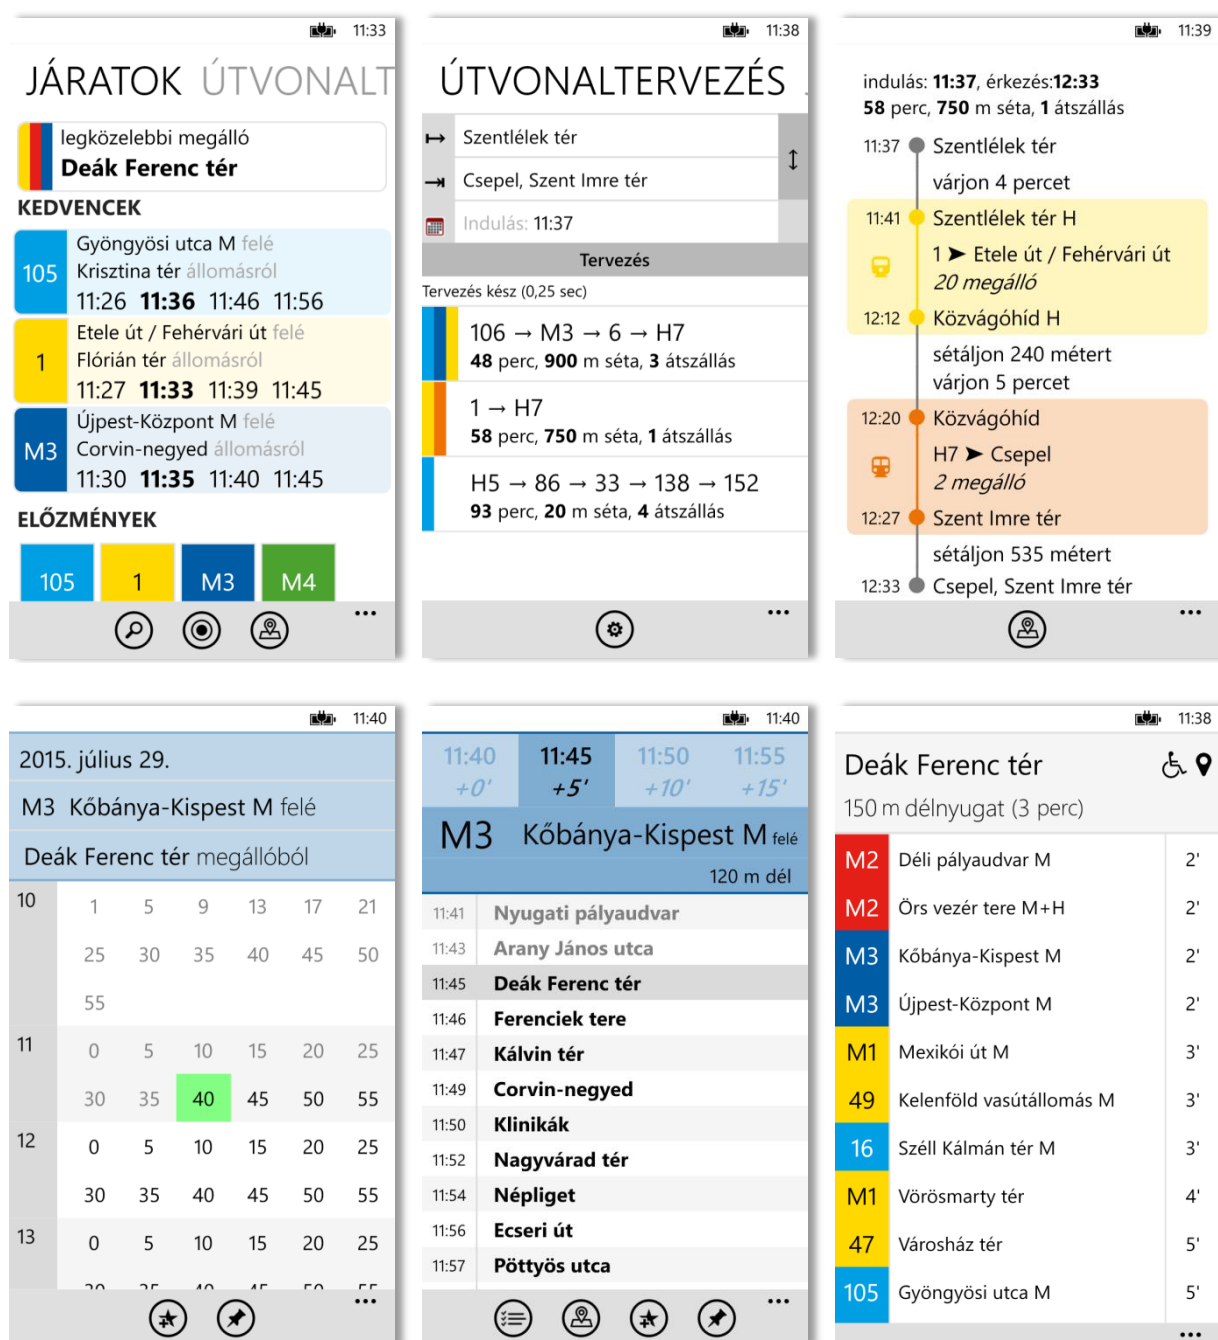 11:33
JÁRATOK ÚTVONALT
legközelebbi megálló
Deák Ferenc tér
KEDVENCEK
105
Gyöngyösi utca M felé
Krisztina tér állomásról
11:26 11:36 11:46 11:56
1
Etele út / Fehérvári út felé
Flórián tér állomásról
11:27 11:33 11:39 11:45
M3
Újpest-Központ M felé
Corvin-negyed állomásról
11:30 11:35 11:40 11:45
ELŐZMÉNYEK
105 1 M3 M4
11:38
ÚTVONALTERVEZÉS
Szentlélek tér
Csepel, Szent Imre tér
Indulás: 11:37
Tervezés
Tervezés kész (0,25 sec)
106 → M3 → 6 → H7
48 perc, 900 m séta, 3 átszállás
1 → H7
58 perc, 750 m séta, 1 átszállás
H5 → 86 → 33 → 138 → 152
93 perc, 20 m séta, 4 átszállás
11:39
indulás: 11:37, érkezés:12:33
58 perc, 750 m séta, 1 átszállás
11:37 Szentlélek tér
várjon 4 percet
11:41 Szentlélek tér H
1 ➤ Etele út / Fehérvári út
20 megálló
12:12 Közvágóhíd H
sétáljon 240 métert
várjon 5 percet
12:20 Közvágóhíd
H7 ➤ Csepel
2 megálló
12:27 Szent Imre tér
sétáljon 535 métert
12:33 Csepel, Szent Imre tér
11:40
2015. július 29.
M3 Kőbánya-Kispest M felé
Deák Ferenc tér megállóból
10 1 5 9 13 17 21
25 30 35 40 45 50
55
11 0 5 10 15 20 25
30 35 40 45 50 55
12 0 5 10 15 20 25
30 35 40 45 50 55
13 0 5 10 15 20 25
30 35 40 45 50 55
11:40
11:40 11:45 11:50 11:55
+0' +5' +10' +15'
M3 Kőbánya-Kispest M felé
120 m dél
11:41 Nyugati pályaudvar
11:43 Arany János utca
11:45 Deák Ferenc tér
11:46 Ferenciek tere
11:47 Kálvin tér
11:49 Corvin-negyed
11:50 Klinikák
11:52 Nagyvárad tér
11:54 Népliget
11:56 Ecseri út
11:57 Pöttyös utca
11:38
Deák Ferenc tér
150 m délnyugat (3 perc)
M2 Déli pályaudvar M 2'
M2 Örs vezér tere M+H 2'
M3 Kőbánya-Kispest M 2'
M3 Újpest-Központ M 2'
M1 Mexikói út M 3'
49 Kelenföld vasútállomás M 3'
16 Széll Kálmán tér M 3'
M1 Vörösmarty tér 4'
47 Városház tér 5'
105 Gyöngyösi utca M 5'